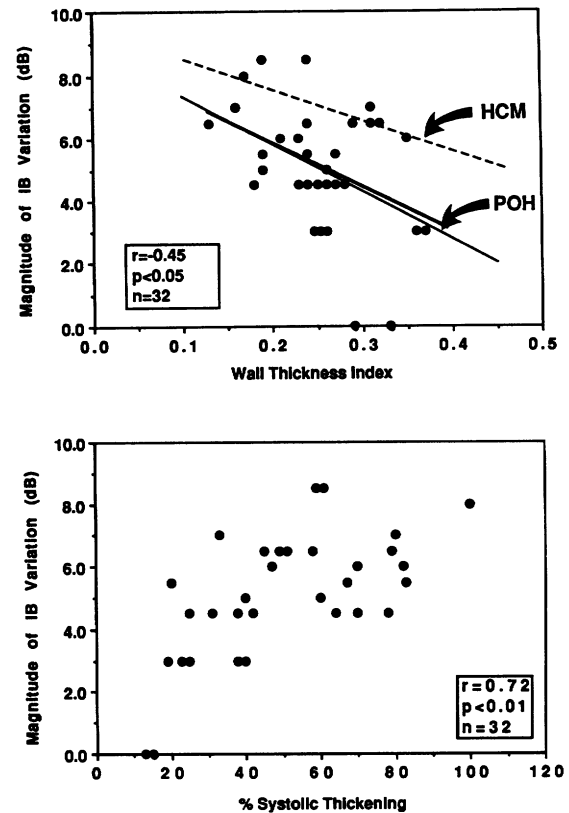 Magnitude of IB Variation (dB)
10.0
8.0
6.0
4.0
2.0
0.0
HCM
POH
r=-0.45
p<0.05
n=32
0.0 0.1 0.2 0.3 0.4 0.5
Wall Thickness Index
Magnitude of IB Variation (dB)
10.0
8.0
6.0
4.0
2.0
0.0
r=0.72
p<0.01
n=32
0 20 40 60 80 100 120
% Systolic Thickening